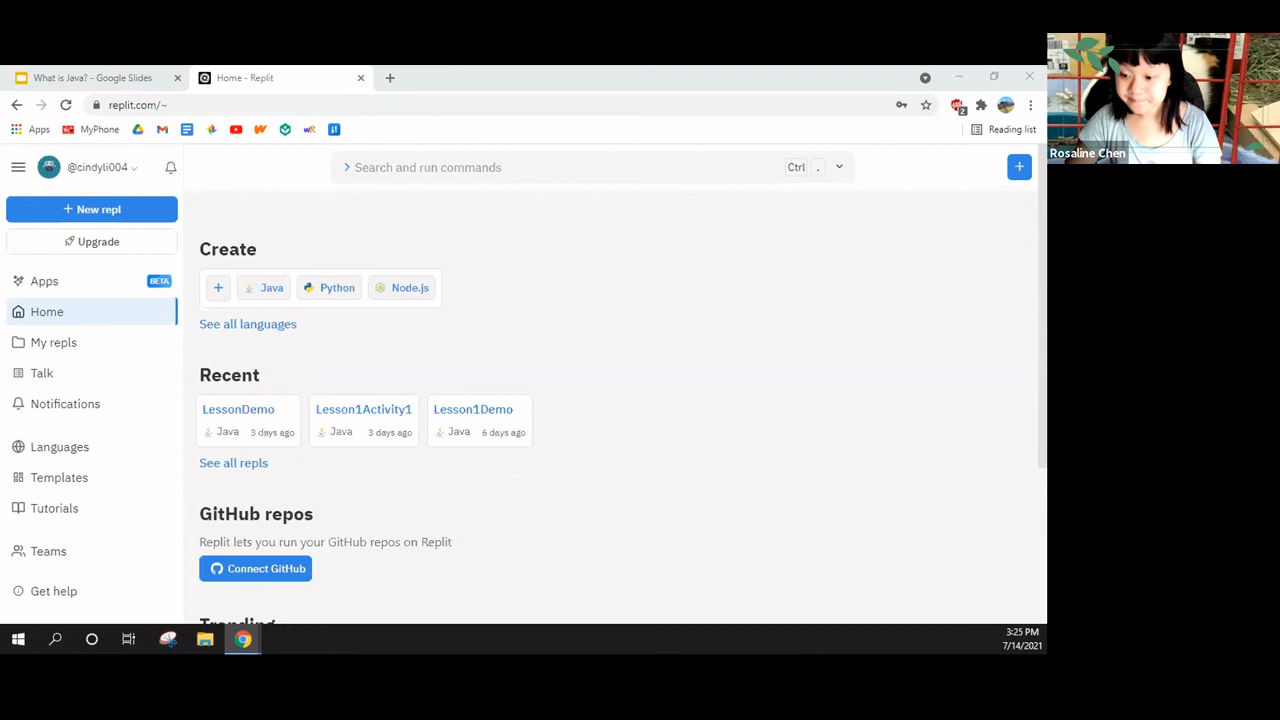 What is Java? - Google Slides
Home - Replit
replit.com/~
Apps
MyPhone
Reading list
@cindyli004
Search and run commands
Ctrl .
+ New repl
Upgrade
Apps BETA
Home
My repls
Talk
Notifications
Languages
Templates
Tutorials
Teams
Get help
Create
+ Java Python Node.js
See all languages
Recent
LessonDemo
Java 3 days ago
Lesson1Activity1
Java 3 days ago
Lesson1Demo
Java 6 days ago
See all repls
GitHub repos
Replit lets you run your GitHub repos on Replit
Connect GitHub
Trending
3:25 PM
7/14/2021
Rosaline Chen